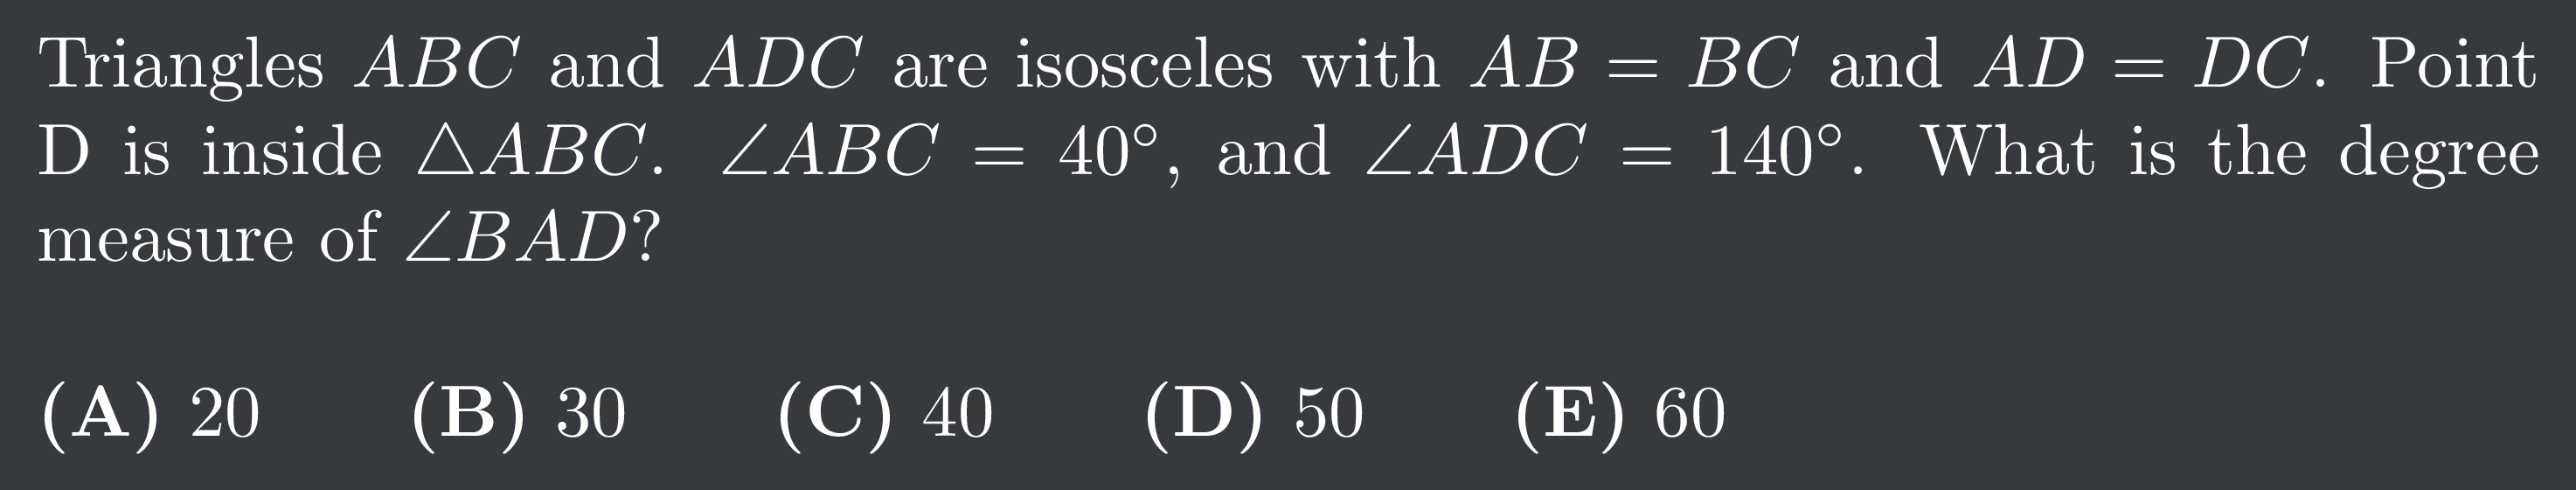 Triangles ABC and ADC are isosceles with AB = BC and AD = DC. Point
D is inside △ABC. ∠ABC = 40°, and ∠ADC = 140°. What is the degree
measure of ∠BAD?
(A) 20 (B) 30 (C) 40 (D) 50 (E) 60